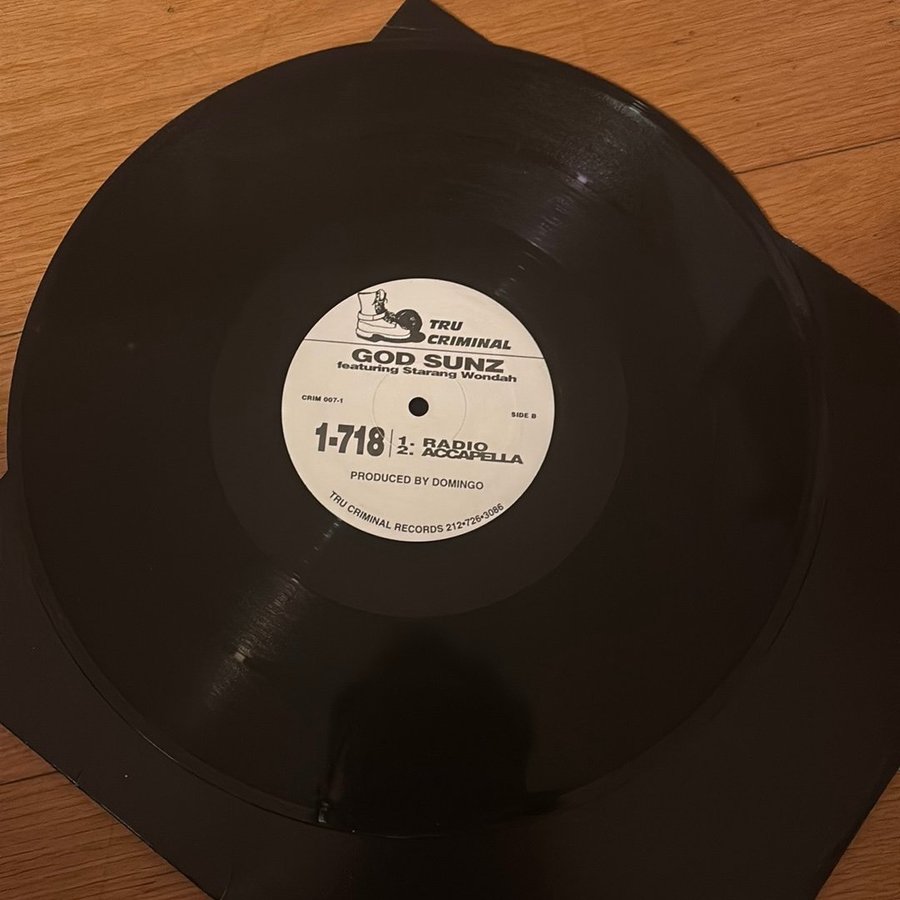 TRU
CRIMINAL
GOD SUNZ
featuring Starang Wondah
CRIM 007-1
SIDE B
1-718
1. RADIO
2. ACCAPELLA
PRODUCED BY DOMINGO
TRU CRIMINAL RECORDS 212•726•3086